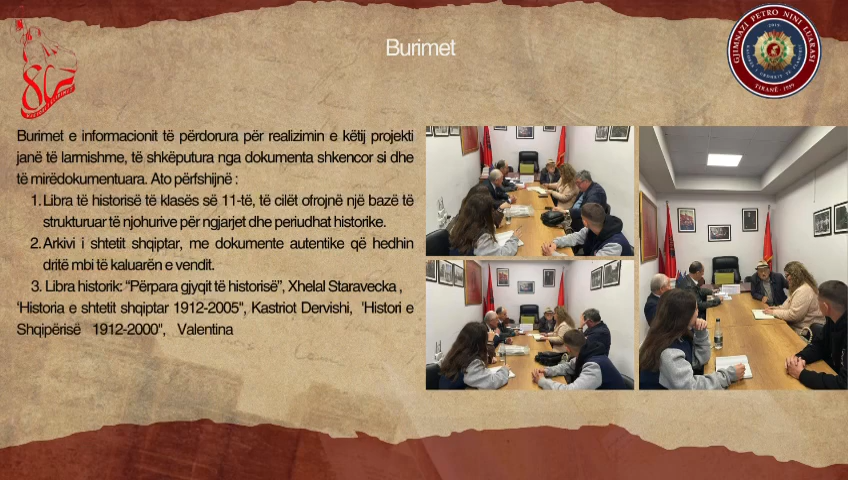 Burimet
GJIMNAZI PETRO NINI LUARASI
TIRANË - 1959
80
Burimet e informacionit të përdorura për realizimin e këtij projekti
janë të larmishme, të shkëputura nga dokumenta shkencor si dhe
të mirëdokumentuara. Ato përfshijnë :
1. Libra të historisë të klasës së 11-të, të cilët ofrojnë një bazë të
strukturuar të njohurive për ngjarjet dhe periudhat historike.
2. Arkivi i shtetit shqiptar, me dokumente autentike që hedhin
dritë mbi të kaluarën e vendit.
3. Libra historik: “Përpara gjyqit të historisë”, Xhelal Staravecka ,
'Historia e shtetit shqiptar 1912-2005", Kastriot Dervishi, 'Histori e
Shqipërisë 1912-2000", Valentina